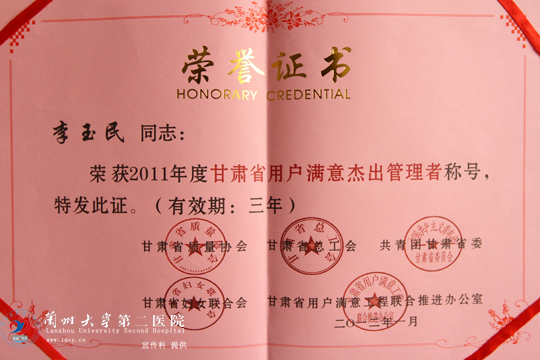 荣誉证书
HONORARY CREDENTIAL
李玉民 同志：
荣获2011年度甘肃省用户满意杰出管理者称号，
特发此证。（有效期：三年）
甘肃省质量协会 甘肃省总工会 共青团甘肃省委
甘肃省妇女联合会 甘肃省用户满意工程联合推进办公室
二〇一二年一月
兰州大学第二医院
Lanzhou University Second Hospital
宣传科 提供